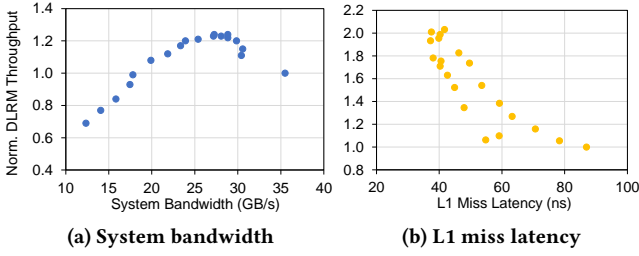 Norm. DLRM Throughput
1.4
1.2
1.0
0.8
0.6
0.4
10 15 20 25 30 35 40
System Bandwidth (GB/s)
(a) System bandwidth
2.2
2.0
1.8
1.6
1.4
1.2
1.0
0.8
20 40 60 80 100
L1 Miss Latency (ns)
(b) L1 miss latency